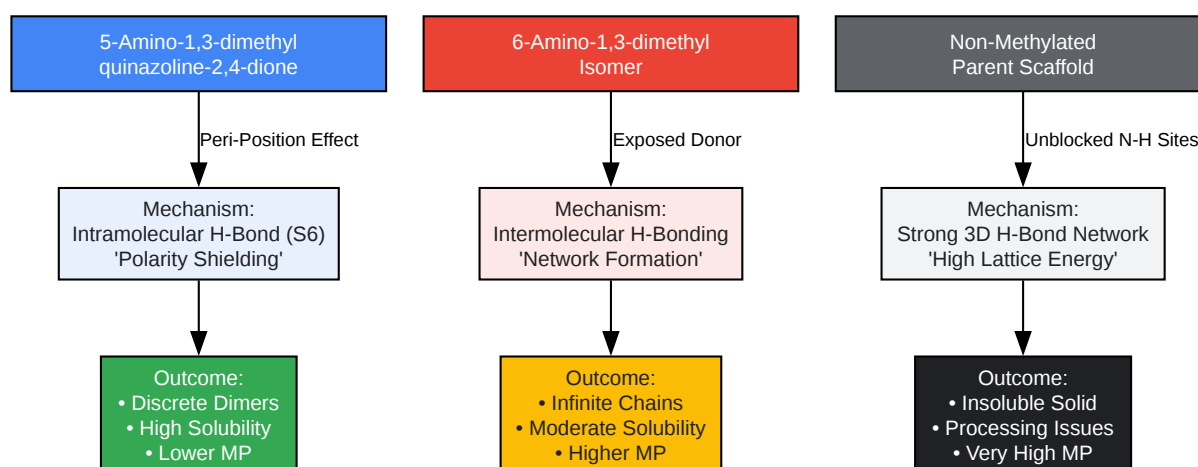 5-Amino-1,3-dimethyl
quinazoline-2,4-dione
6-Amino-1,3-dimethyl
Isomer
Non-Methylated
Parent Scaffold
Peri-Position Effect
Exposed Donor
Unblocked N-H Sites
Mechanism:
Intramolecular H-Bond (S6)
'Polarity Shielding'
Mechanism:
Intermolecular H-Bonding
'Network Formation'
Mechanism:
Strong 3D H-Bond Network
'High Lattice Energy'
Outcome:
• Discrete Dimers
• High Solubility
• Lower MP
Outcome:
• Infinite Chains
• Moderate Solubility
• Higher MP
Outcome:
• Insoluble Solid
• Processing Issues
• Very High MP